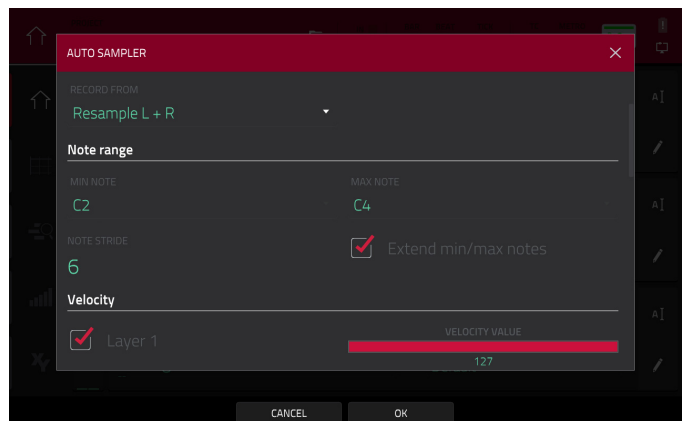 AUTO SAMPLER
RECORD FROM
Resample L + R
Note range
MIN NOTE
MAX NOTE
C2
C4
NOTE STRIDE
Extend min/max notes
6
Velocity
Layer 1
VELOCITY VALUE
127
CANCEL
OK